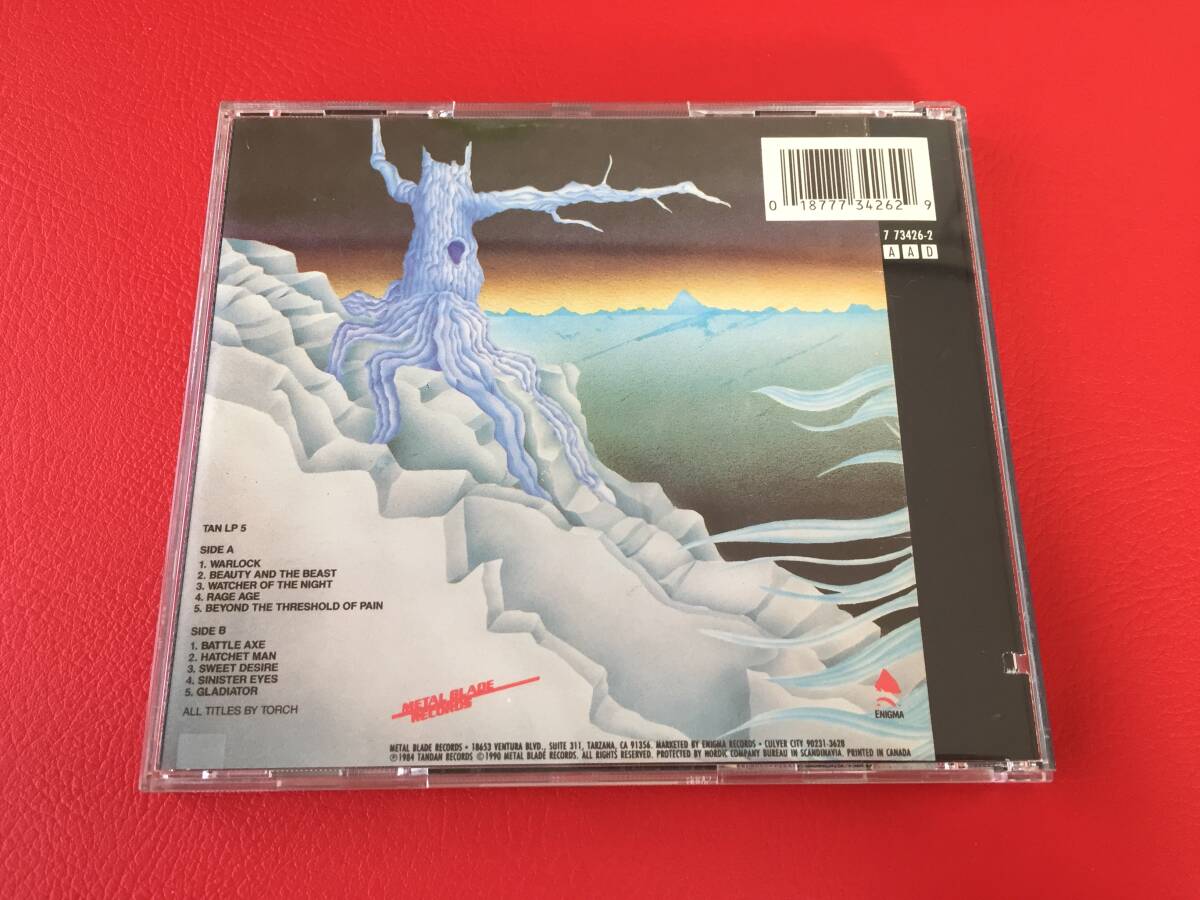 0 18777 34262 9
7 73426-2
A A D
TAN LP 5
SIDE A
1. WARLOCK
2. BEAUTY AND THE BEAST
3. WATCHER OF THE NIGHT
4. RAGE AGE
5. BEYOND THE THRESHOLD OF PAIN
SIDE B
1. BATTLE AXE
2. HATCHET MAN
3. SWEET DESIRE
4. SINISTER EYES
5. GLADIATOR
ALL TITLES BY TORCH
METAL BLADE
RECORDS
ENIGMA
METAL BLADE RECORDS • 18653 VENTURA BLVD., SUITE 311, TARZANA, CA 91356. MARKETED BY ENIGMA RECORDS • CULVER CITY 90231-3628
℗1984 TANDAN RECORDS ©1990 METAL BLADE RECORDS. ALL RIGHTS RESERVED. PROTECTED BY NORDIC COMPANY BUREAU IN SCANDINAVIA. PRINTED IN CANADA